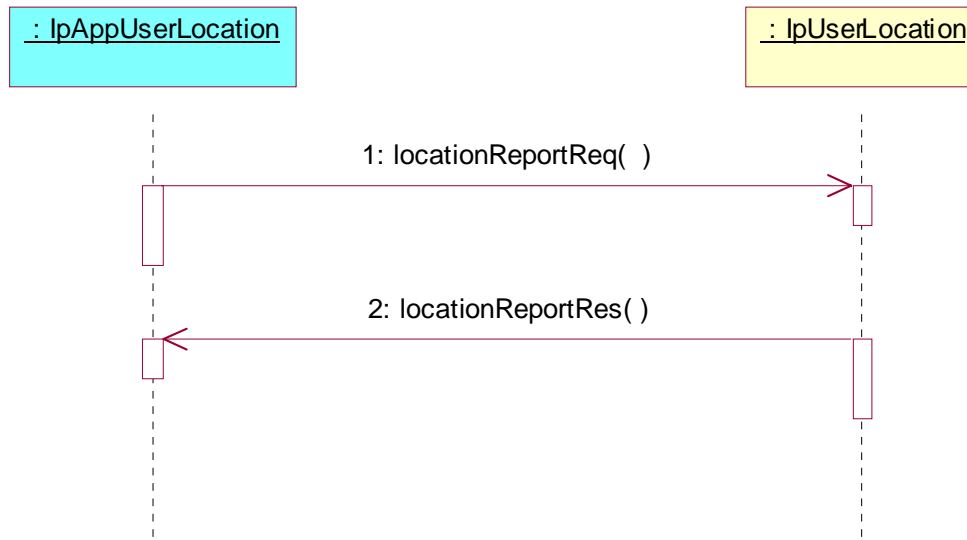 : IpAppUserLocation
: IpUserLocation
1: locationReportReq( )
2: locationReportRes( )